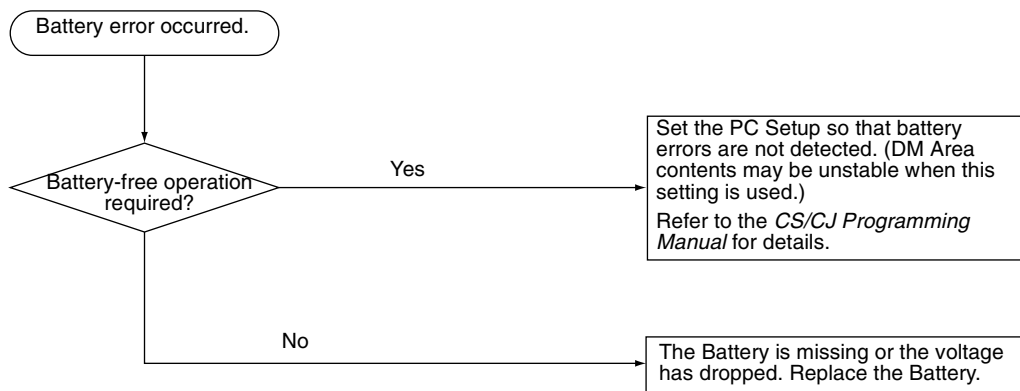 Battery error occurred.
Battery-free operation
required?
Yes
Set the PC Setup so that battery
errors are not detected. (DM Area
contents may be unstable when this
setting is used.)
Refer to the CS/CJ Programming
Manual for details.
No
The Battery is missing or the voltage
has dropped. Replace the Battery.